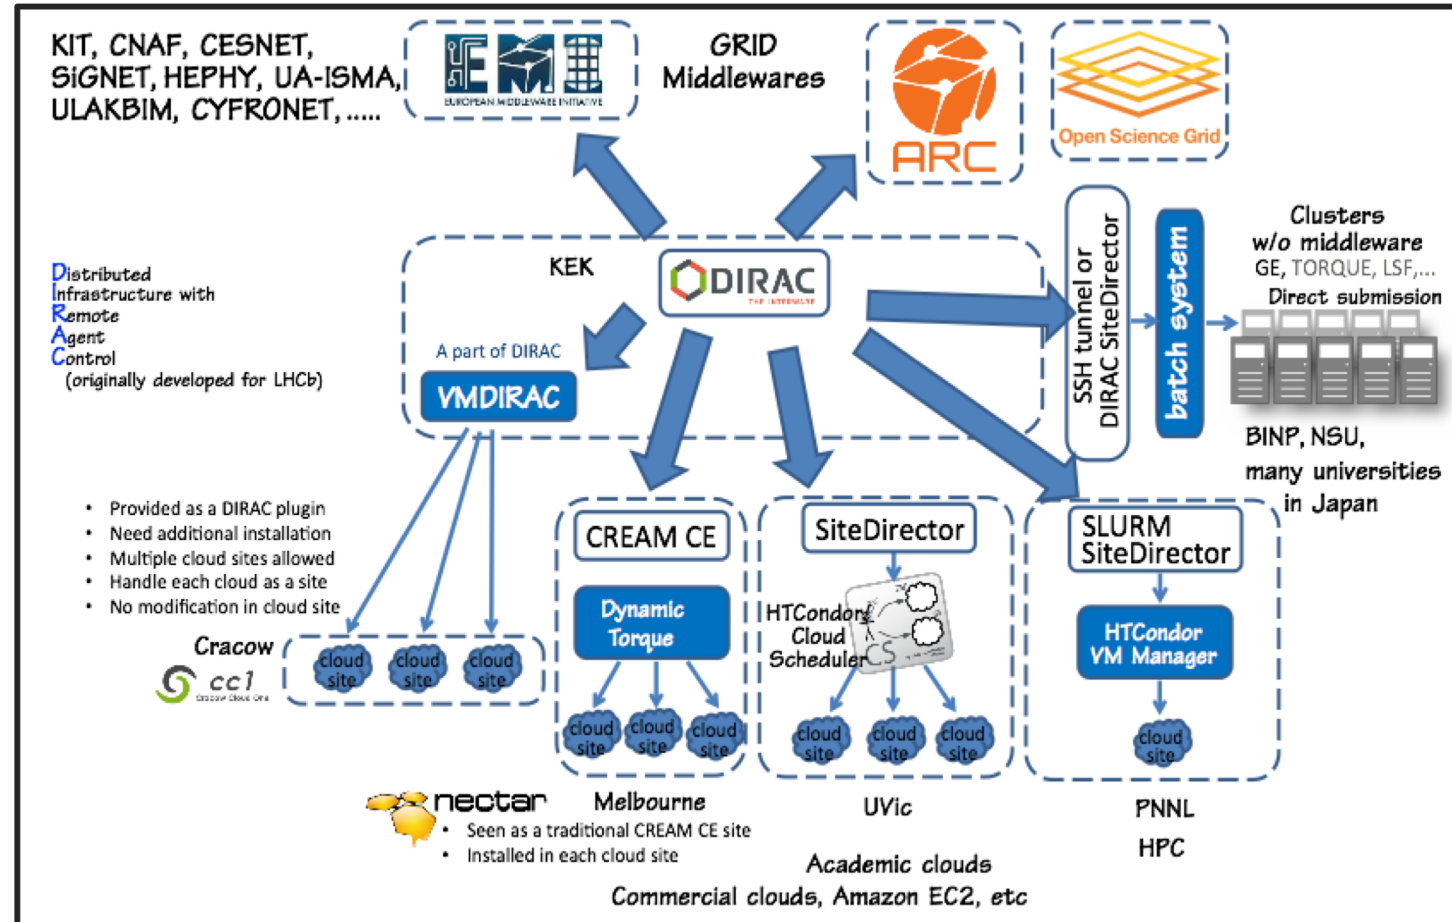 KIT, CNAF, CESNET,
SiGNET, HEPHY, UA-ISMA,
ULAKBIM, CYFRONET, .....
EMI
EUROPEAN MIDDLEWARE INITIATIVE
GRID
Middlewares
ARC
Open Science Grid
Distributed
Infrastructure with
Remote
Agent
Control
(originally developed for LHCb)
KEK
DIRAC
THE INTERWARE
A part of DIRAC
VMDIRAC
SSH tunnel or
DIRAC SiteDirector
batch system
Clusters
w/o middleware
GE, TORQUE, LSF,...
Direct submission
BINP, NSU,
many universities
in Japan
• Provided as a DIRAC plugin
• Need additional installation
• Multiple cloud sites allowed
• Handle each cloud as a site
• No modification in cloud site
Cracow
cc1
Cracow Cloud One
cloud
site
cloud
site
cloud
site
CREAM CE
Dynamic
Torque
cloud
site
cloud
site
cloud
site
SiteDirector
HTCondor/
Cloud
Scheduler
CS
cloud
site
cloud
site
cloud
site
SLURM
SiteDirector
HTCondor
VM Manager
cloud
site
nectar
Melbourne
• Seen as a traditional CREAM CE site
• Installed in each cloud site
UVic
PNNL
HPC
Academic clouds
Commercial clouds, Amazon EC2, etc